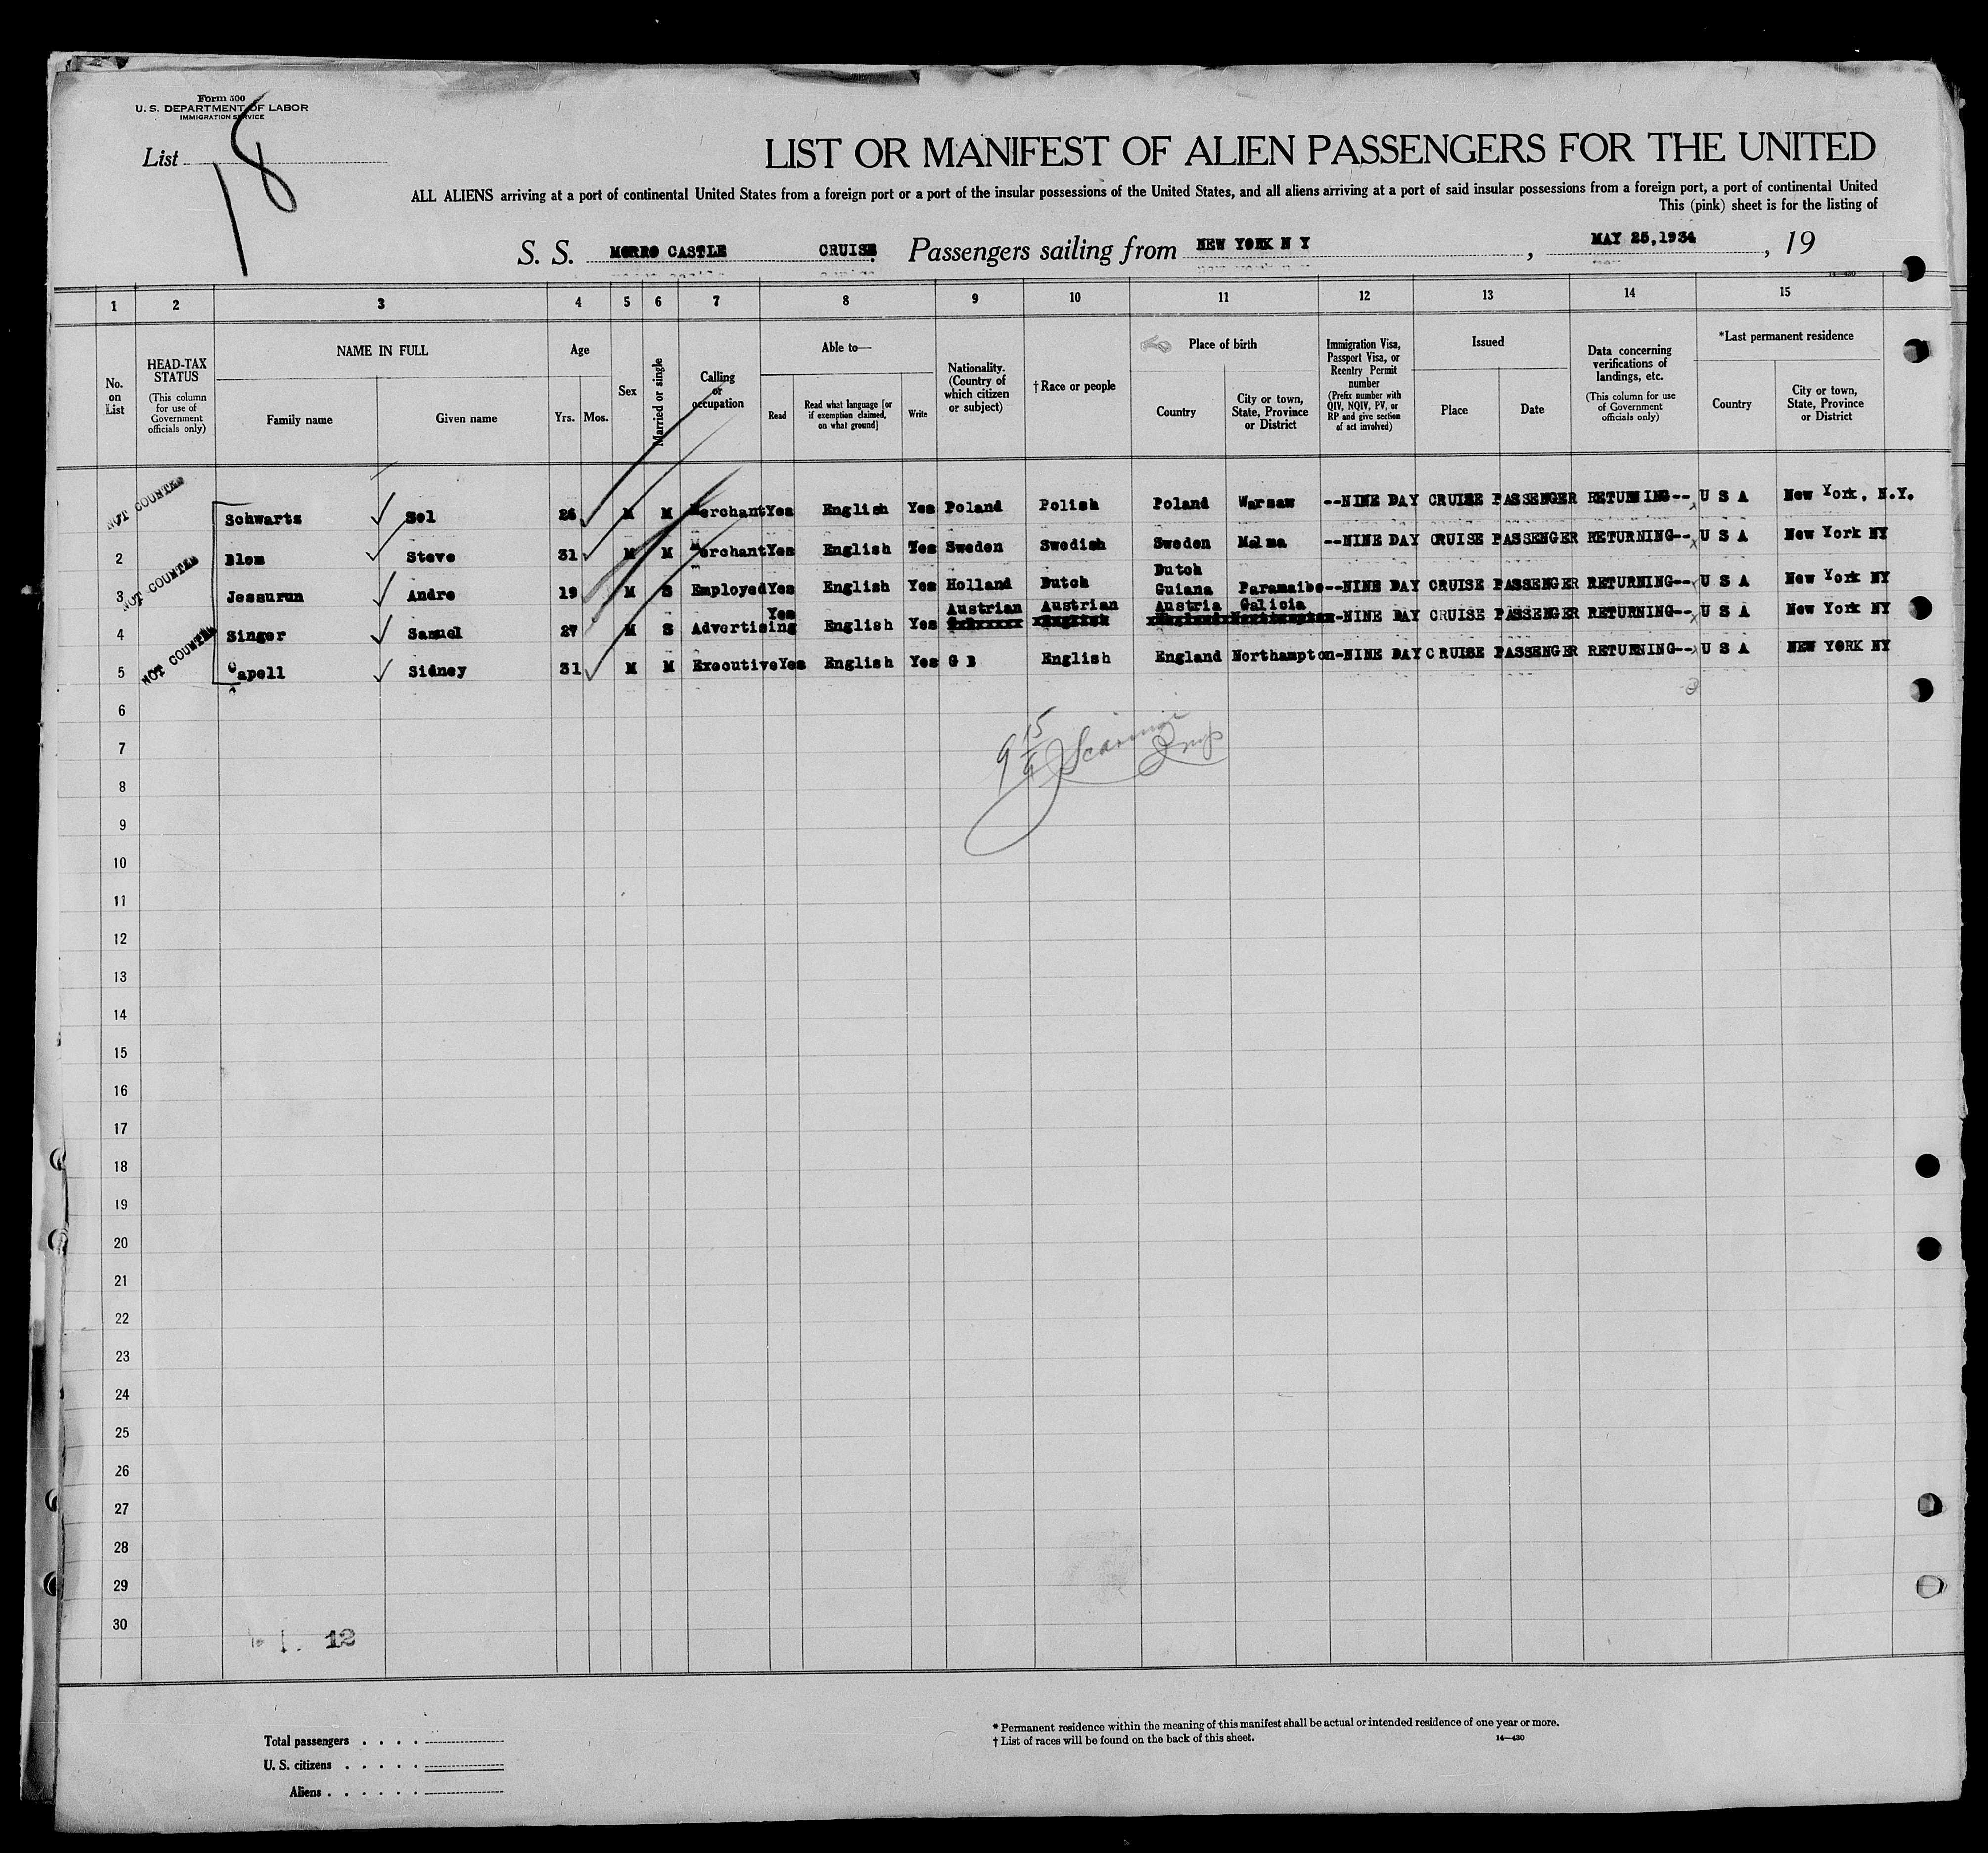 Form 500
U. S. DEPARTMENT OF LABOR
IMMIGRATION SERVICE
List 18
LIST OR MANIFEST OF ALIEN PASSENGERS FOR THE UNITED
ALL ALIENS arriving at a port of continental United States from a foreign port or a port of the insular possessions of the United States, and all aliens arriving at a port of said insular possessions from a foreign port, a port of continental United
This (pink) sheet is for the listing of
S. S. MORRO CASTLE CRUISE Passengers sailing from NEW YORK N Y , MAY 25, 1934 , 19
14—430
1 2 3 4 5 6 7 8 9 10 11 12 13 14 15
No. on List
HEAD-TAX STATUS (This column for use of Government officials only)
NAME IN FULL
Family name Given name
Age
Yrs. Mos.
Sex
Married or single
Calling or occupation
Able to—
Read Read what language [or if exemption claimed, on what ground] Write
Nationality. (Country of which citizen or subject)
†Race or people
Place of birth
Country City or town, State, Province or District
Immigration Visa, Passport Visa, or Reentry Permit number (Prefix number with QIV, NQIV, PV, or RP and give section of act involved)
Issued
Place Date
Data concerning verifications of landings, etc. (This column for use of Government officials only)
*Last permanent residence
Country City or town, State, Province or District
NOT COUNTED
Schwartz Sol 26 M M Merchant Yes English Yes Poland Polish Poland Warsaw --NINE DAY CRUISE PASSENGER RETURNING-- U S A New York, N.Y.
2 Blom Steve 31 M M Merchant Yes English Yes Sweden Swedish Sweden Malma --NINE DAY CRUISE PASSENGER RETURNING-- U S A New York NY
NOT COUNTED
3 Jessurun Andre 19 M S Employed Yes English Yes Holland Dutch Dutch Guiana Paramaibo--NINE DAY CRUISE PASSENGER RETURNING-- U S A New York NY
4 Singer Samuel 27 M S Advertising Yes English Yes Austrian Austrian Austria Galicia -NINE DAY CRUISE PASSENGER RETURNING-- U S A New York NY
NOT COUNTED
5 Capell Sidney 31 M M Executive Yes English Yes G B English England Northampton-NINE DAY CRUISE PASSENGER RETURNING-- U S A NEW YORK NY
6
7
8
9
10
11
12
13
14
15
16
17
18
19
20
21
22
23
24
25
26
27
28
29
30
12
Total passengers
U. S. citizens
Aliens
* Permanent residence within the meaning of this manifest shall be actual or intended residence of one year or more.
† List of races will be found on the back of this sheet.
14—430